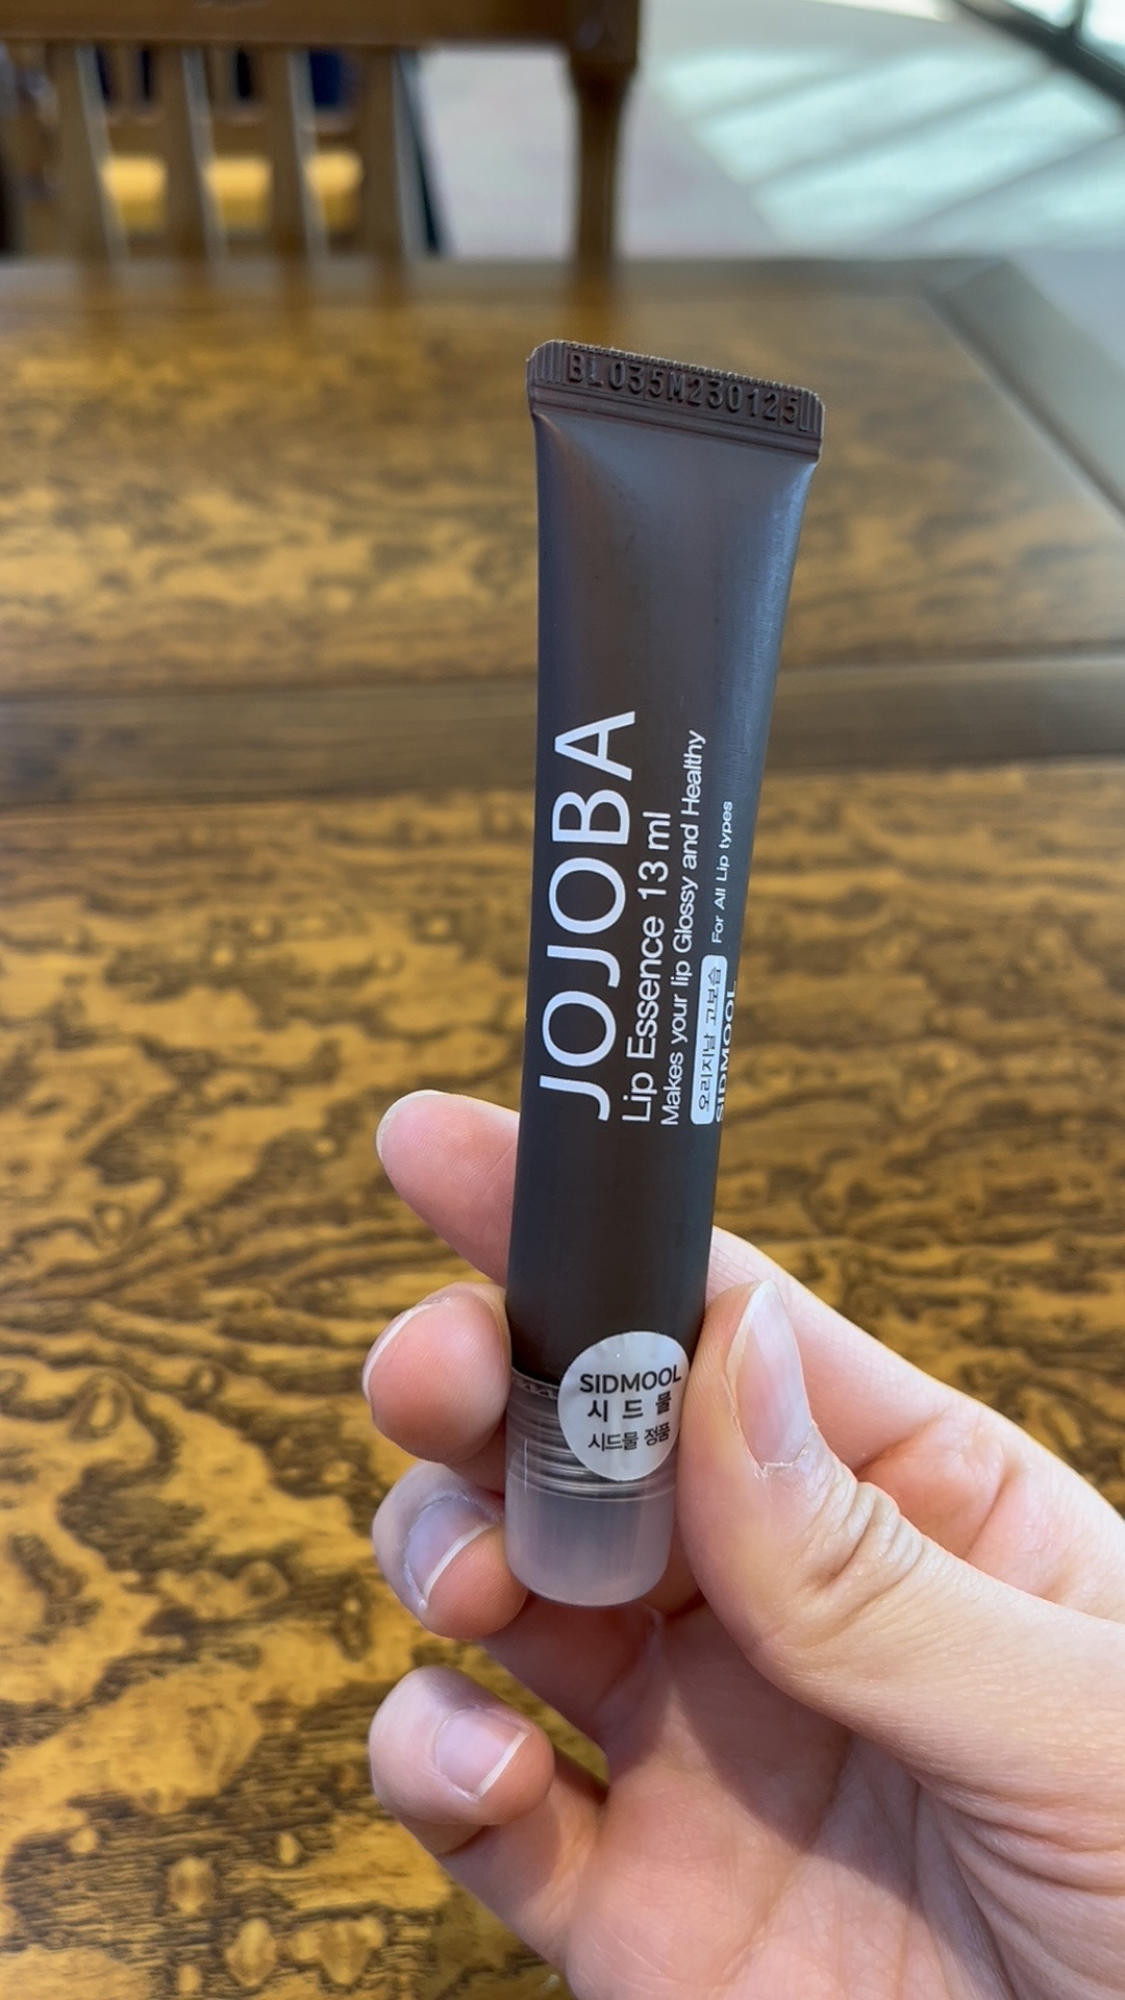 BL035M230125
JOJOBA
Lip Essence 13 ml
Makes your lip Glossy and Healthy
오리지날 고보습 For All Lip types
SIDMOOL
SIDMOOL
시드물
시드물 정품